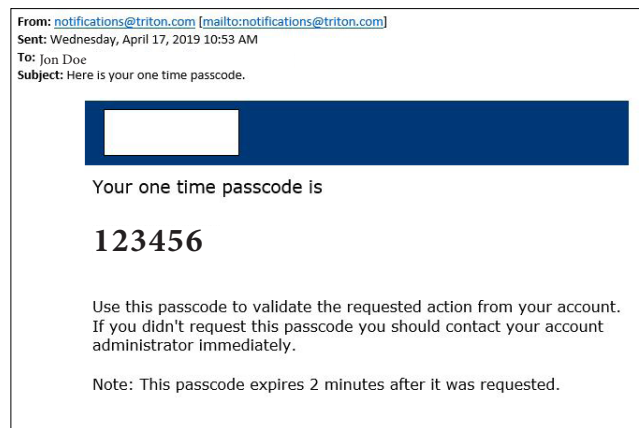 From: notifications@triton.com [mailto:notifications@triton.com]
Sent: Wednesday, April 17, 2019 10:53 AM
To: Jon Doe
Subject: Here is your one time passcode.
Your one time passcode is
123456
Use this passcode to validate the requested action from your account.
If you didn't request this passcode you should contact your account
administrator immediately.
Note: This passcode expires 2 minutes after it was requested.